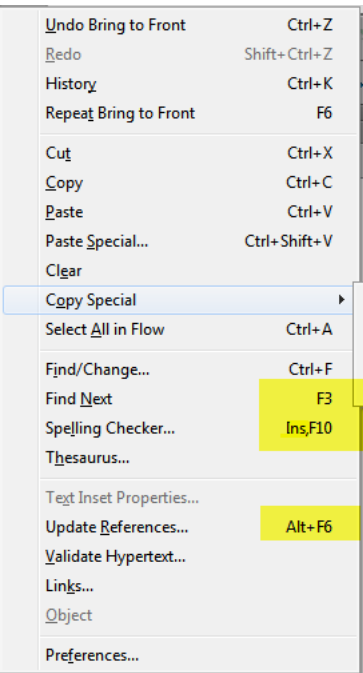 Undo Bring to Front Ctrl+Z
Redo Shift+Ctrl+Z
History Ctrl+K
Repeat Bring to Front F6
Cut Ctrl+X
Copy Ctrl+C
Paste Ctrl+V
Paste Special... Ctrl+Shift+V
Clear
Copy Special
Select All in Flow Ctrl+A
Find/Change... Ctrl+F
Find Next F3
Spelling Checker... Ins,F10
Thesaurus...
Text Inset Properties...
Update References... Alt+F6
Validate Hypertext...
Links...
Object
Preferences...